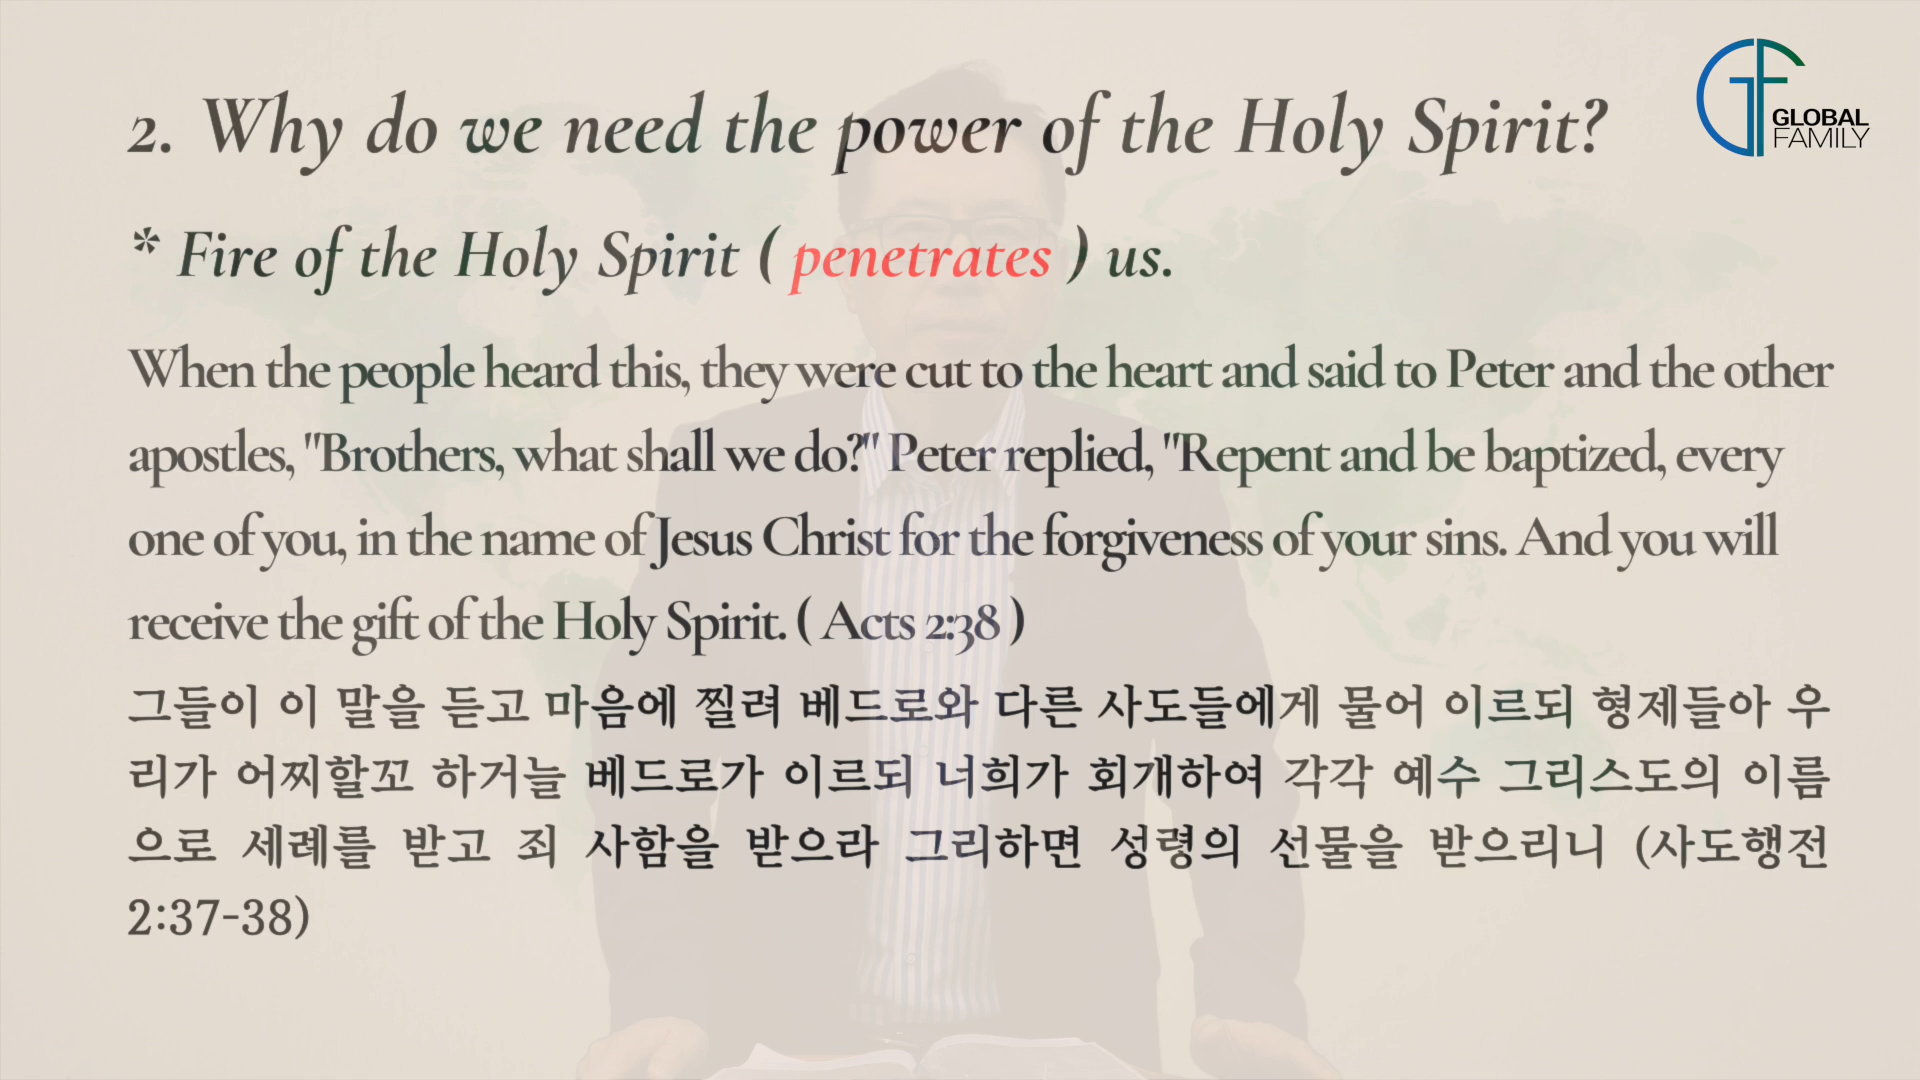 2. Why do we need the power of the Holy Spirit?
GLOBAL
FAMILY
* Fire of the Holy Spirit ( penetrates ) us.
When the people heard this, they were cut to the heart and said to Peter and the other
apostles, "Brothers, what shall we do?" Peter replied, "Repent and be baptized, every
one of you, in the name of Jesus Christ for the forgiveness of your sins. And you will
receive the gift of the Holy Spirit. ( Acts 2:38 )
그들이 이 말을 듣고 마음에 찔려 베드로와 다른 사도들에게 물어 이르되 형제들아 우
리가 어찌할꼬 하거늘 베드로가 이르되 너희가 회개하여 각각 예수 그리스도의 이름
으로 세례를 받고 죄 사함을 받으라 그리하면 성령의 선물을 받으리니 (사도행전
2:37-38)